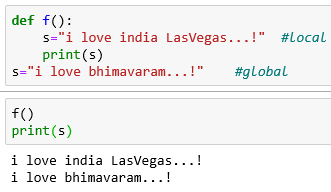 def f():
    s="i love india LasVegas...!"  #local
    print(s)
s="i love bhimavaram...!"    #global
f()
print(s)
i love india LasVegas...!
i love bhimavaram...!